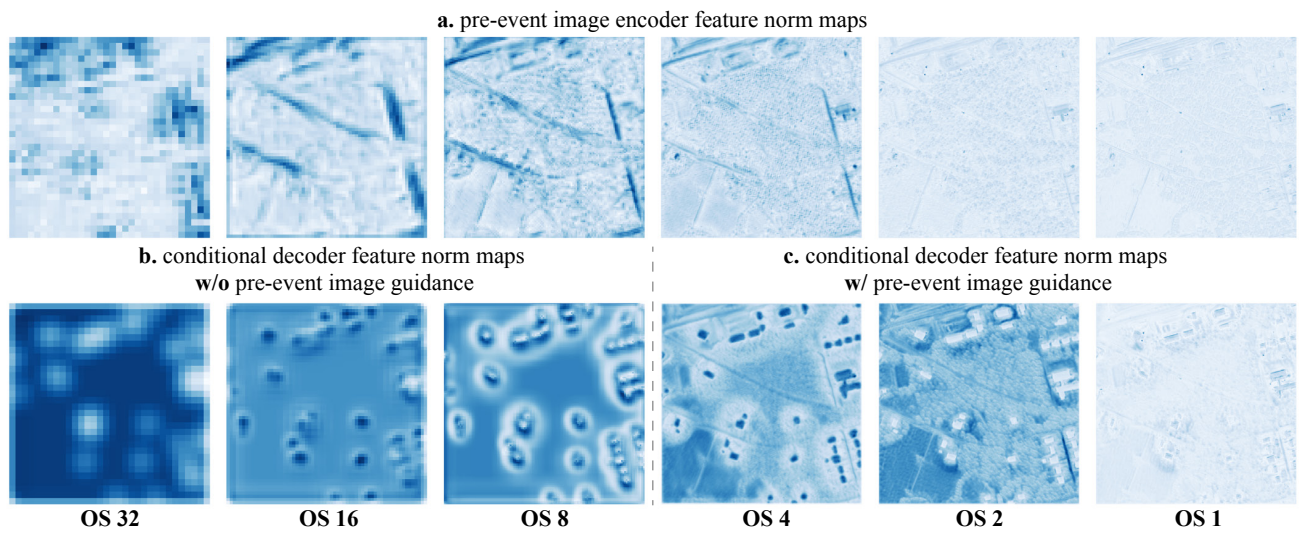 a. pre-event image encoder feature norm maps
b. conditional decoder feature norm maps
w/o pre-event image guidance
c. conditional decoder feature norm maps
w/ pre-event image guidance
OS 32
OS 16
OS 8
OS 4
OS 2
OS 1